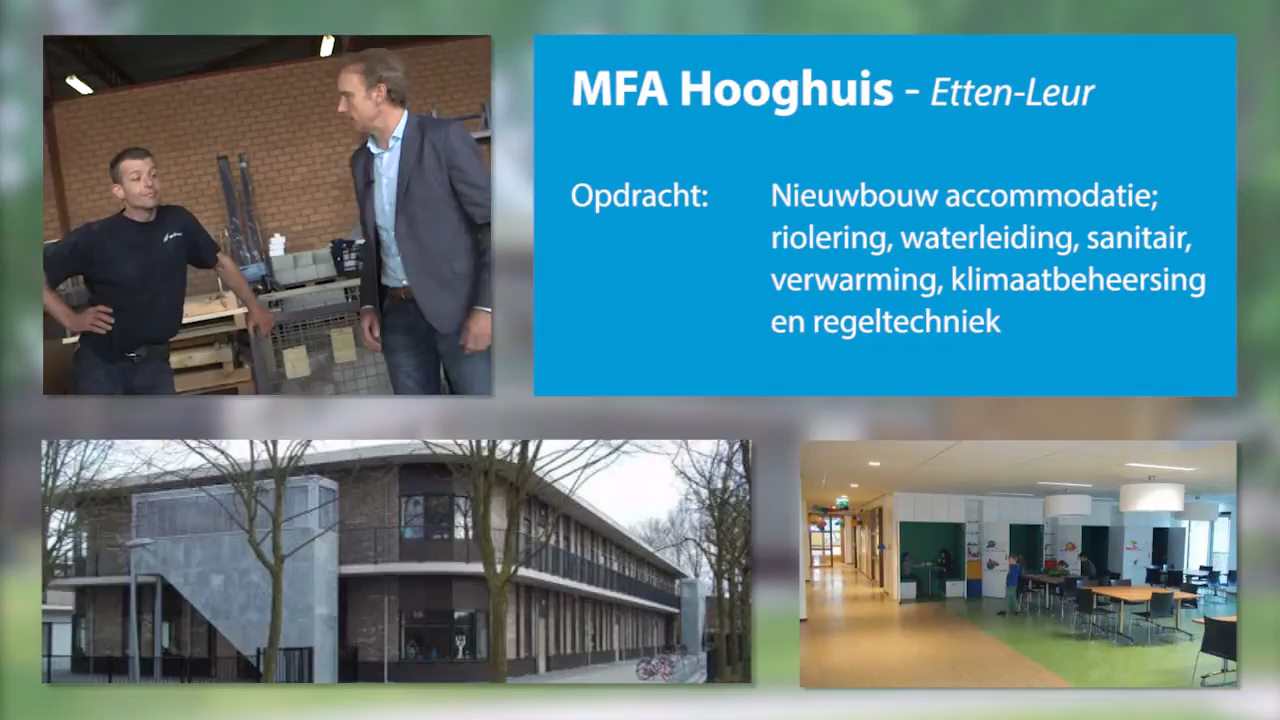 MFA Hooghuis - Etten-Leur
Opdracht: Nieuwbouw accommodatie;
riolering, waterleiding, sanitair,
verwarming, klimaatbeheersing
en regeltechniek